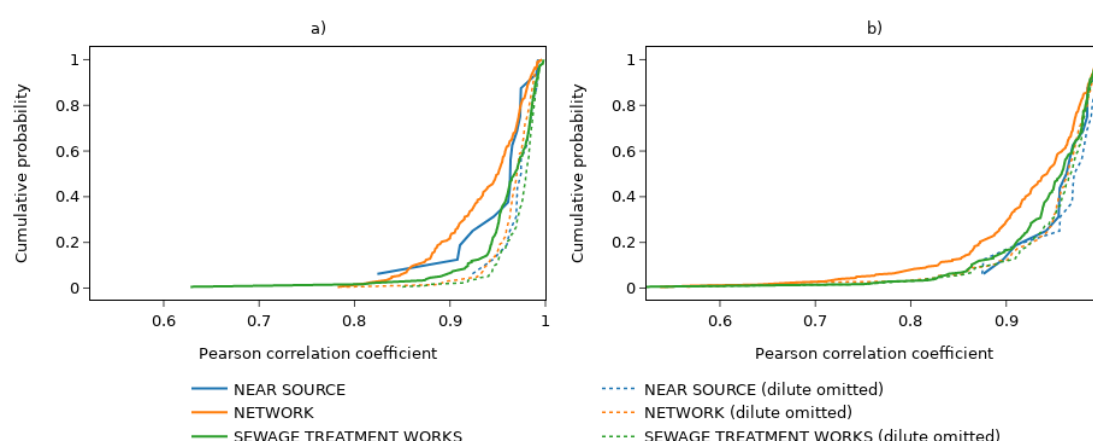 a)
b)
1
0.8
0.6
0.4
0.2
0
Cumulative probability
0.6
0.7
0.8
0.9
1
Pearson correlation coefficient
1
0.8
0.6
0.4
0.2
0
Cumulative probability
0.6
0.7
0.8
0.9
Pearson correlation coefficient
NEAR SOURCE
NETWORK
SEWAGE TREATMENT WORKS
NEAR SOURCE (dilute omitted)
NETWORK (dilute omitted)
SEWAGE TREATMENT WORKS (dilute omitted)